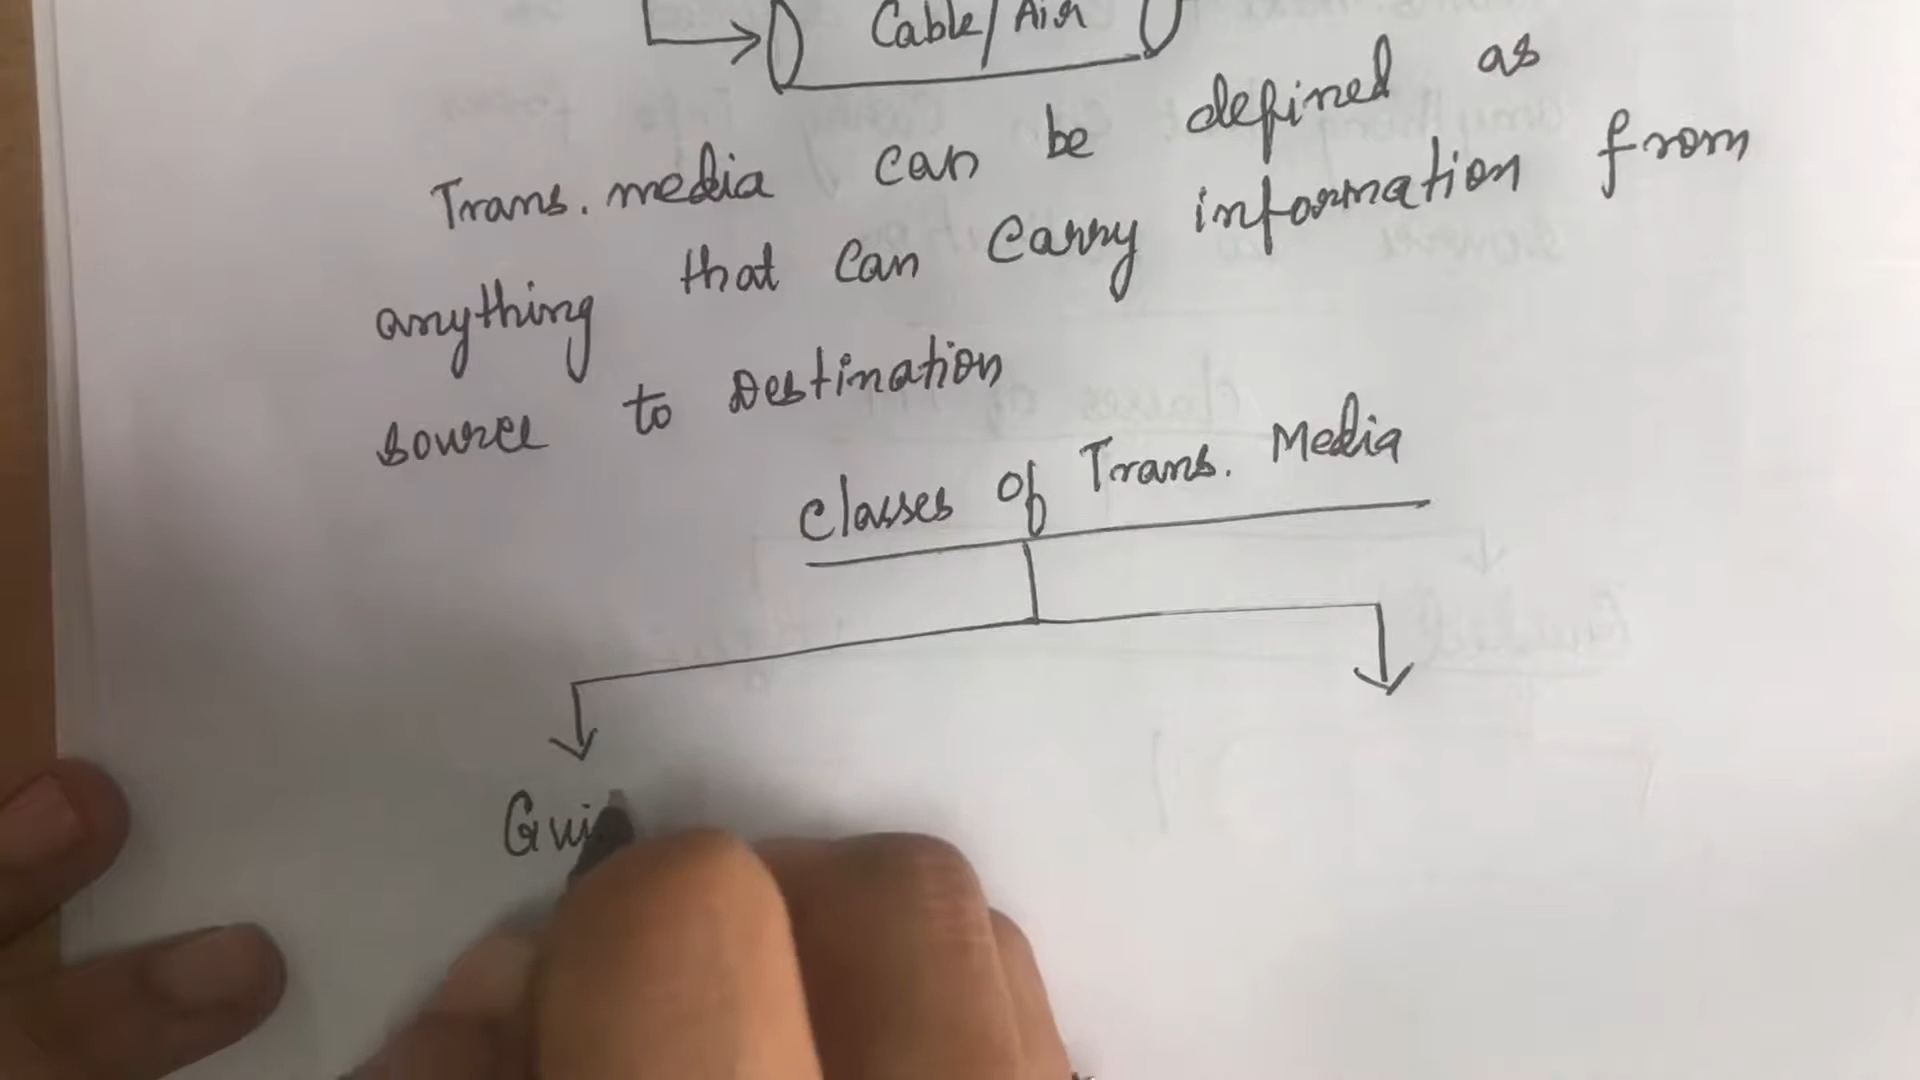 Cable/Air
Trans. media can be defined as
anything that can carry information from
source to Destination
Classes of Trans. Media
Gui